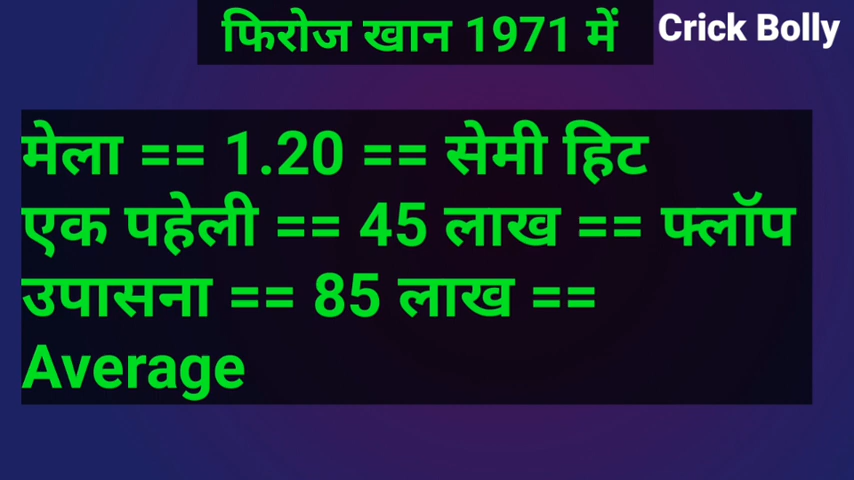 फिरोज खान 1971 में
Crick Bolly
मेला == 1.20 == सेमी हिट
एक पहेली == 45 लाख == फ्लॉप
उपासना == 85 लाख ==
Average